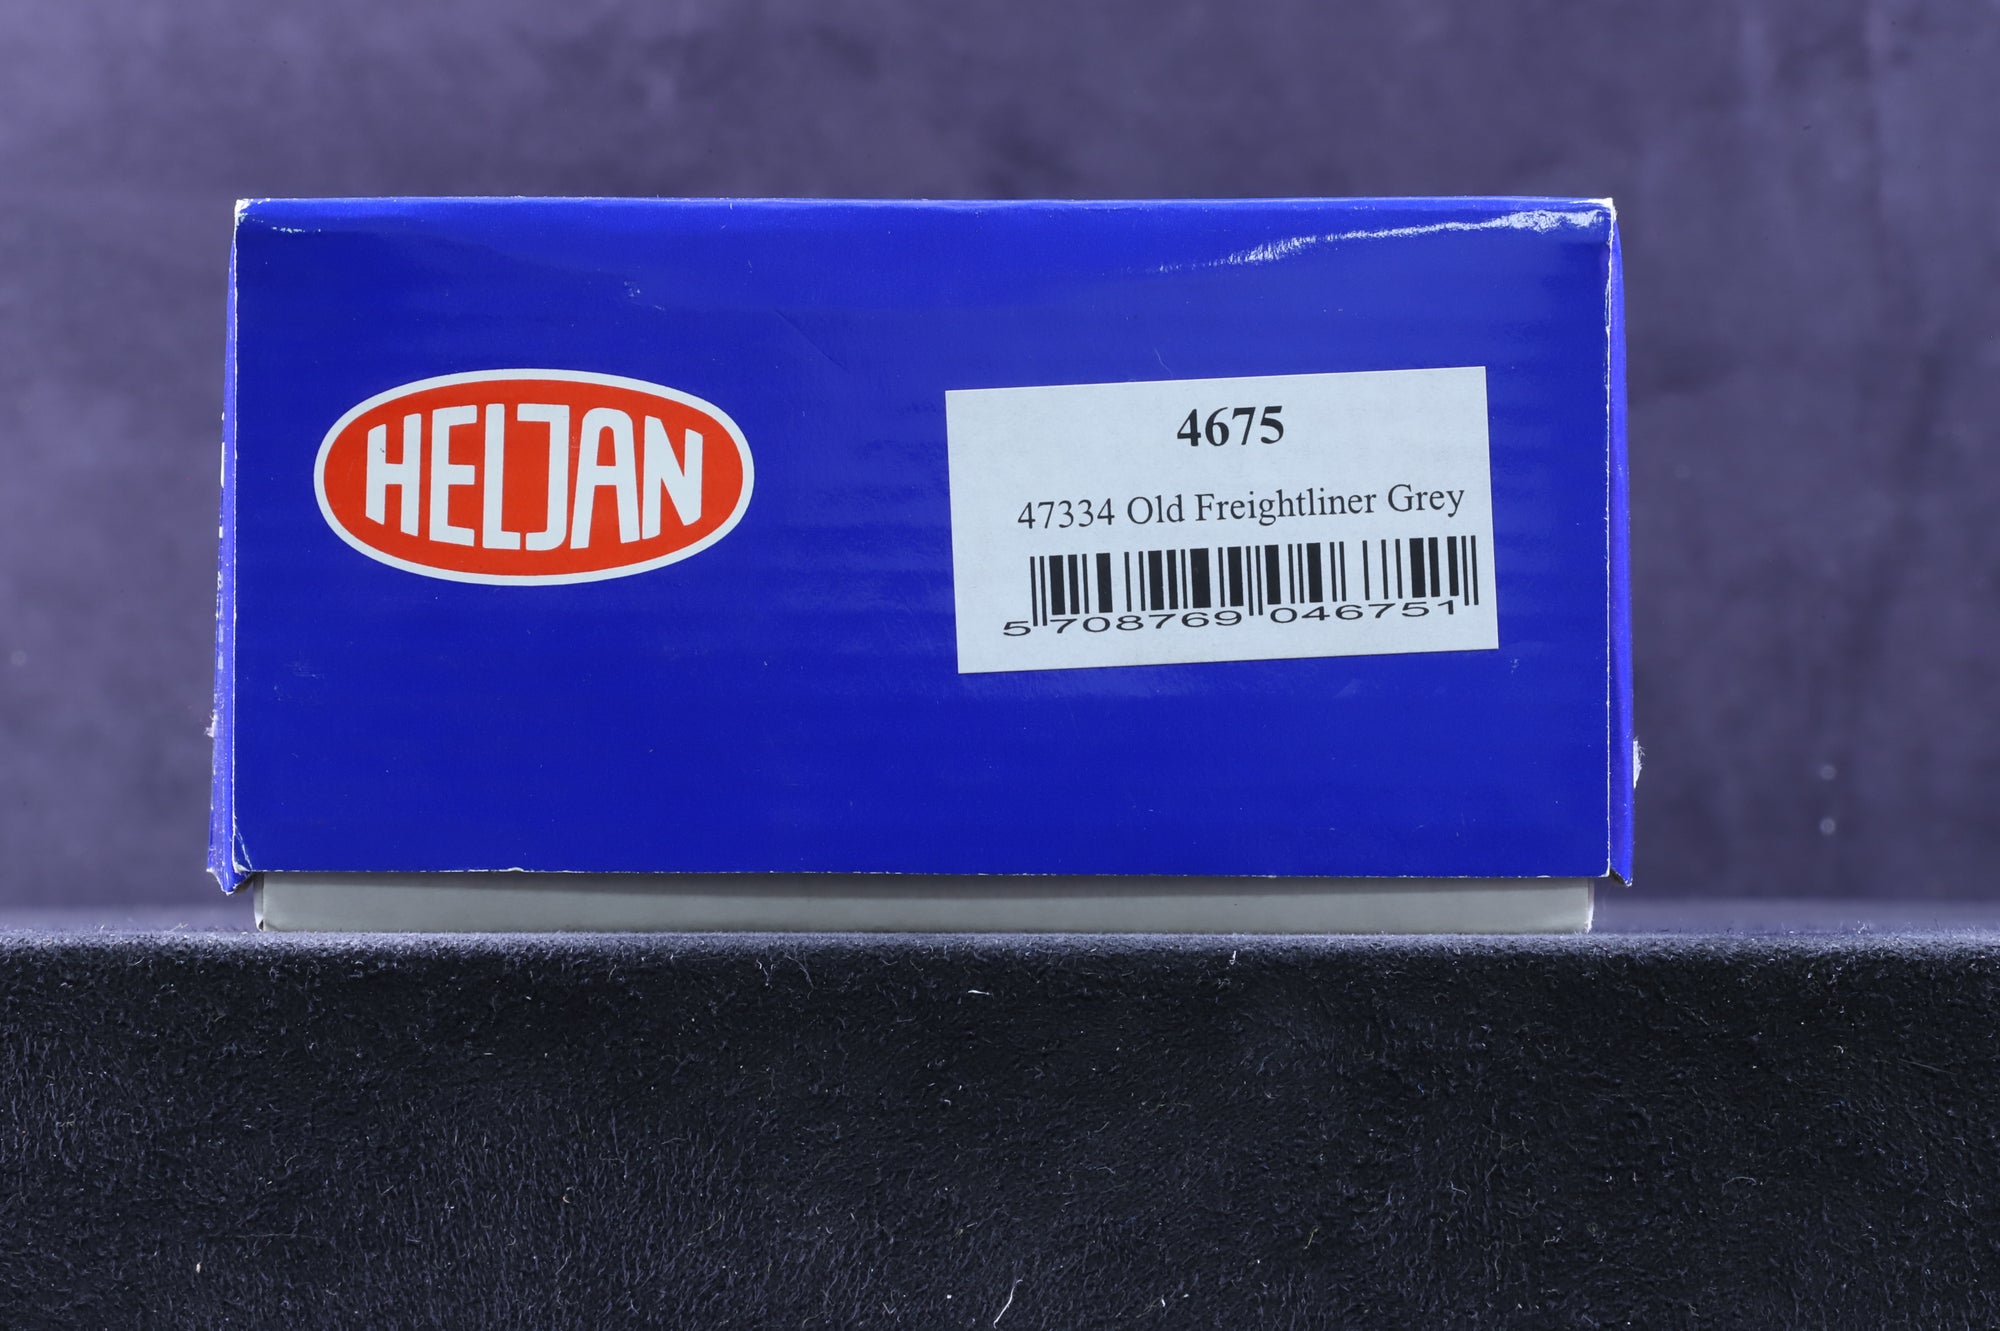 HELJAN
4675
47334 Old Freightliner Grey
5 708769 046751